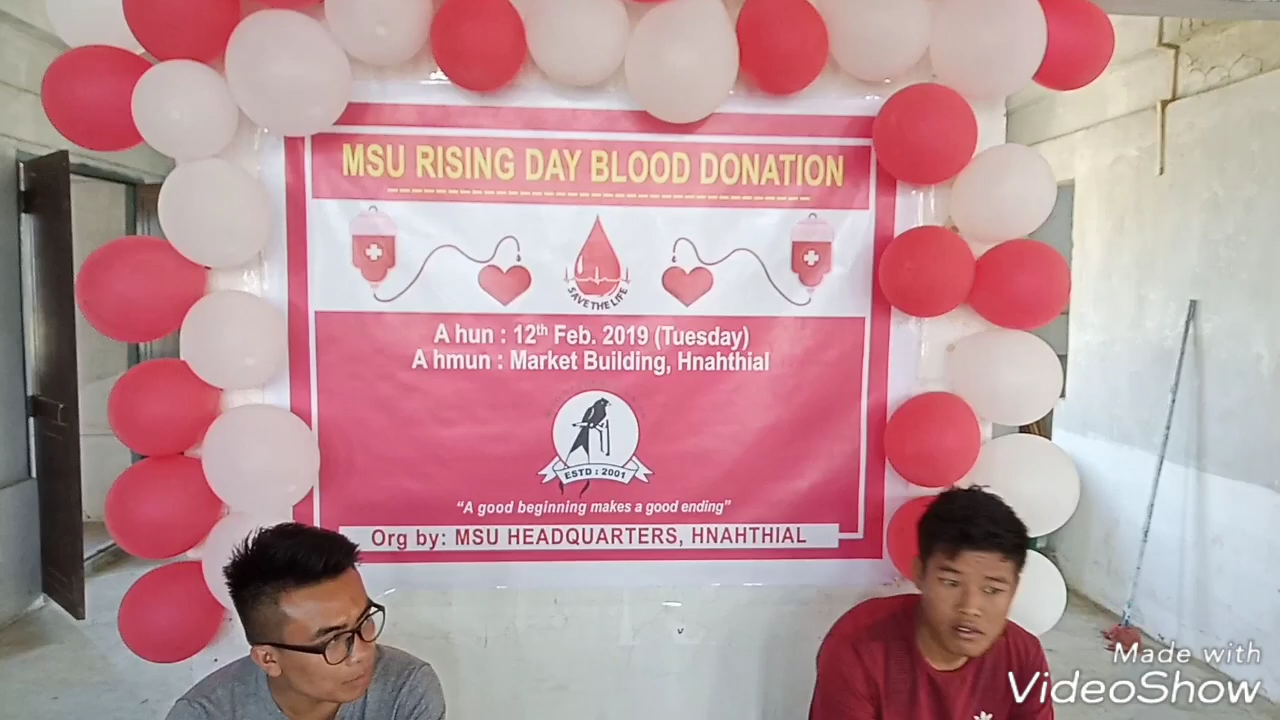 MSU RISING DAY BLOOD DONATION
SAVE THE LIFE
A hun : 12th Feb. 2019 (Tuesday)
A hmun : Market Building, Hnahthial
ESTD : 2001
"A good beginning makes a good ending"
Org by: MSU HEADQUARTERS, HNAHTHIAL
Made with
VideoShow